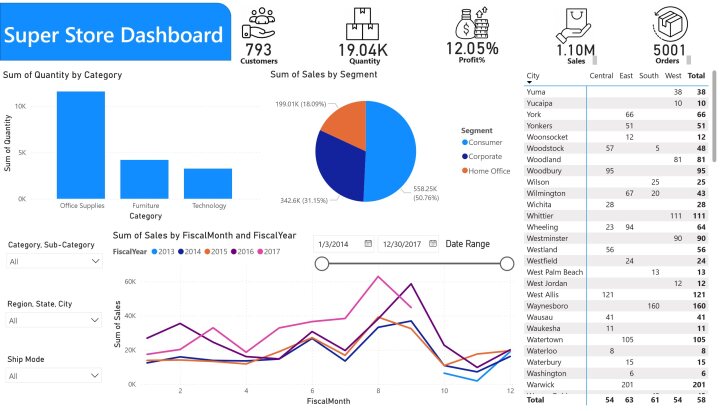 Super Store Dashboard
793
Customers
19.04K
Quantity
12.05%
Profit%
1.10M
Sales
5001
Orders
Sum of Quantity by Category
Sum of Quantity
10K
0K
Office Supplies Furniture Technology
Category
Sum of Sales by Segment
199.01K (18.09%)
342.6K (31.15%)
558.25K
(50.76%)
Segment
Consumer
Corporate
Home Office
City Central East South West Total
Yuma 38 38
Yucaipa 10 10
York 66 66
Yonkers 51 51
Woonsocket 12 12
Woodstock 57 5 48
Woodland 81 81
Woodbury 95 95
Wilson 25 25
Wilmington 67 20 43
Wichita 28 28
Whittier 111 111
Wheeling 23 94 64
Westminster 90 90
Westland 56 56
Westfield 24 24
West Palm Beach 13 13
West Jordan 12 12
West Allis 121 121
Waynesboro 160 160
Wausau 41 41
Waukesha 11 11
Watertown 105 105
Waterloo 8 8
Waterbury 15 15
Washington 6 6
Warwick 201 201
Total 54 63 61 54 58
Category, Sub-Category
All
Region, State, City
All
Ship Mode
All
Sum of Sales by FiscalMonth and FiscalYear
FiscalYear 2013 2014 2015 2016 2017
1/3/2014 12/30/2017 Date Range
Sum of Sales
60K
40K
20K
0K
2 4 6 8 10 12
FiscalMonth